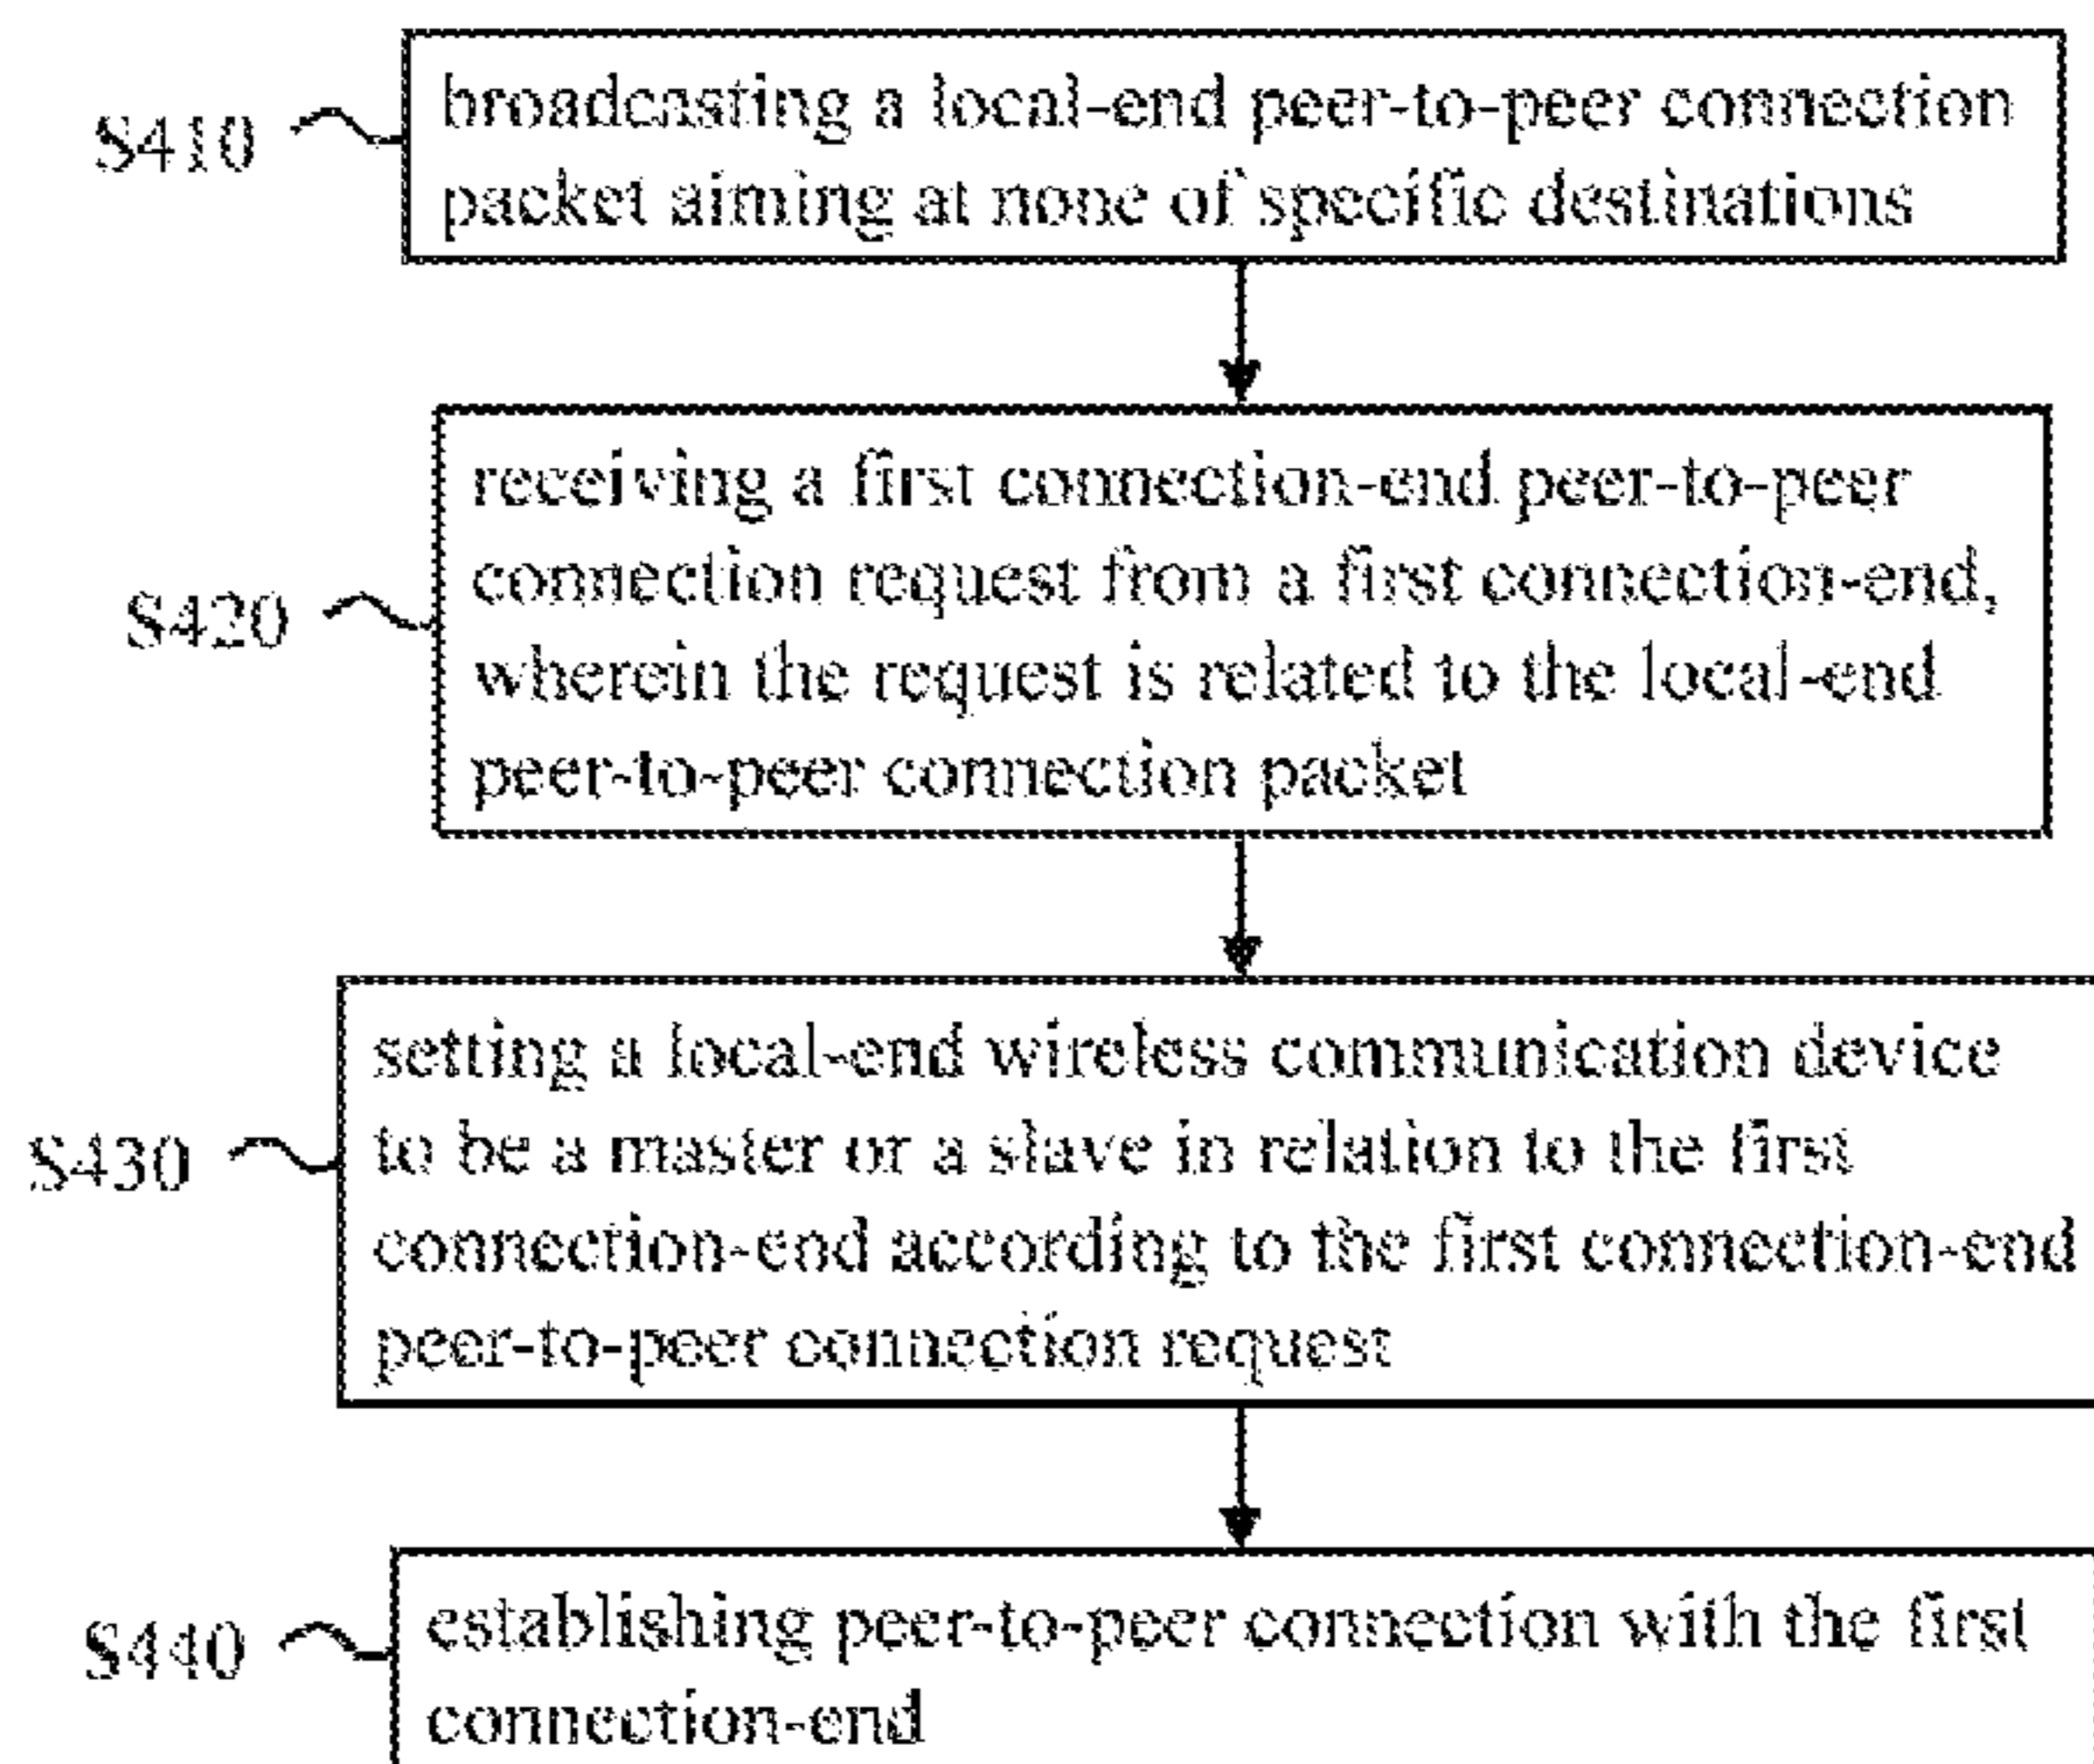 S410
broadcasting a local-end peer-to-peer connection
packet aiming at none of specific destinations
S420
receiving a first connection-end peer-to-peer
connection request from a first connection-end,
wherein the request is related to the local-end
peer-to-peer connection packet
S430
setting a local-end wireless communication device
to be a master or a slave in relation to the first
connection-end according to the first connection-end
peer-to-peer connection request
S440
establishing peer-to-peer connection with the first
connection-end